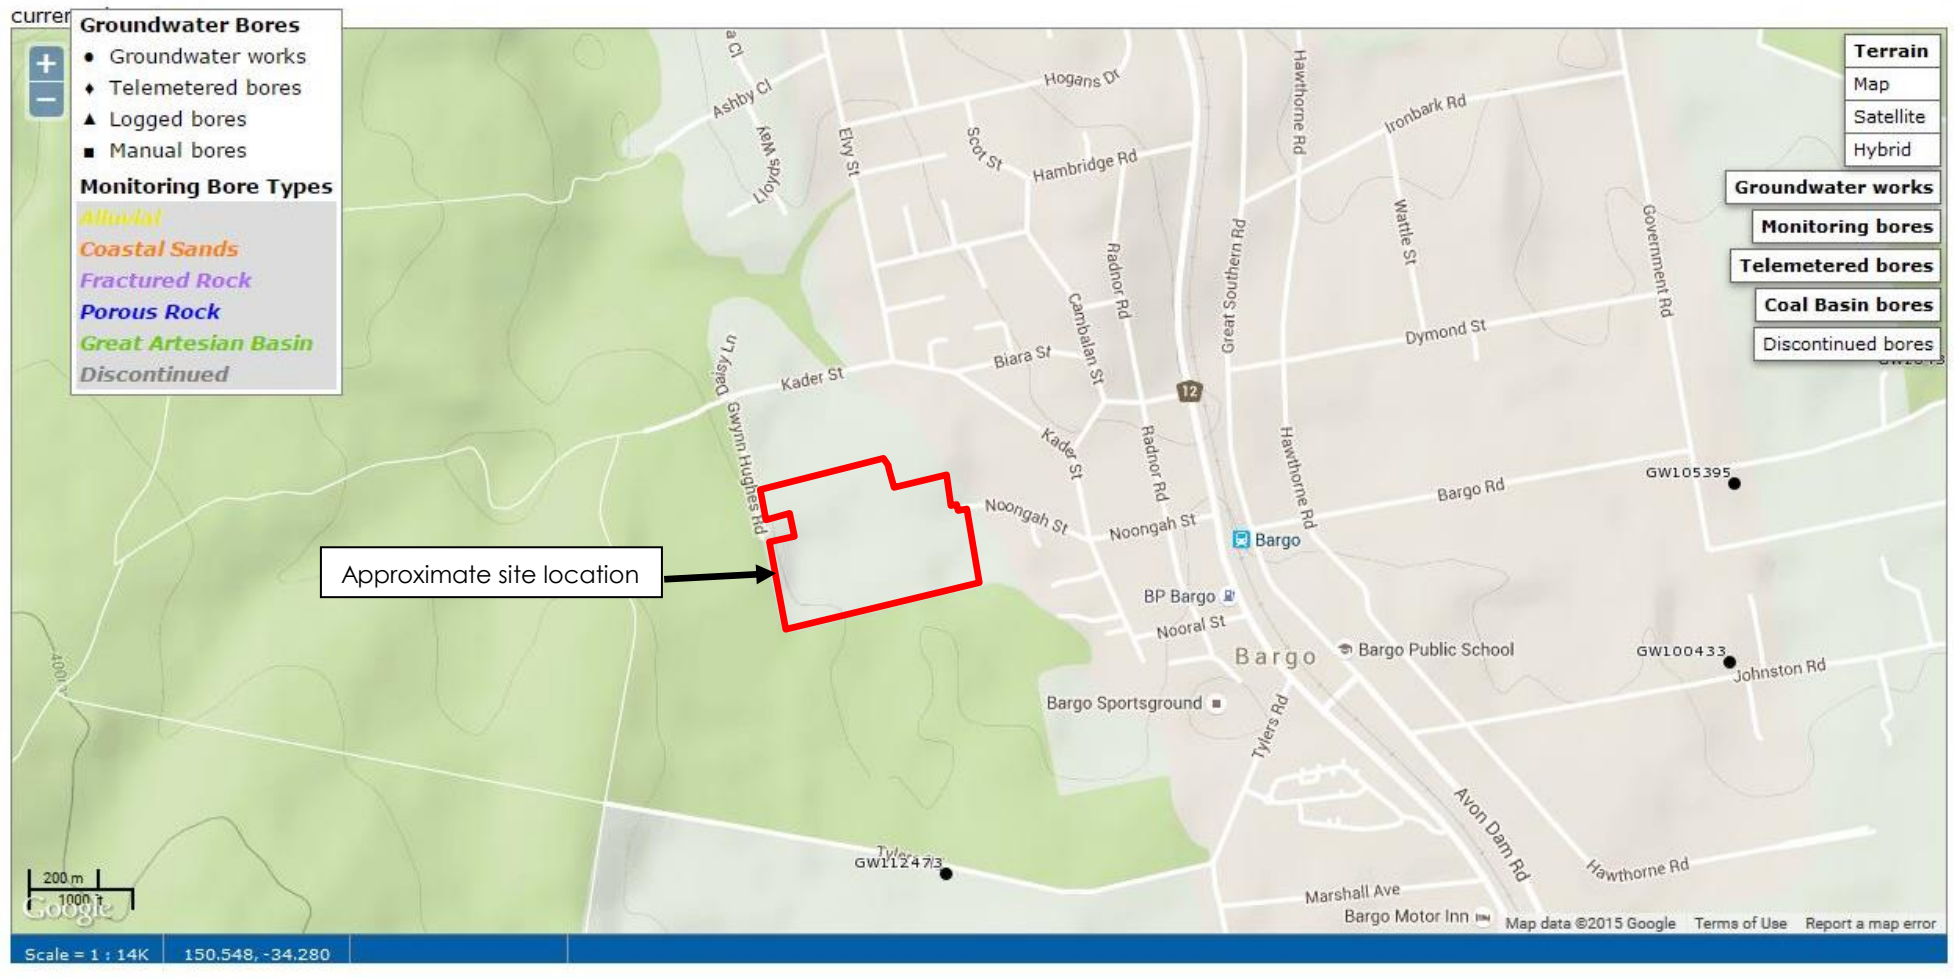 Groundwater Bores
Groundwater works
Telemetered bores
Logged bores
Manual bores
Monitoring Bore Types
Alluvial
Coastal Sands
Fractured Rock
Porous Rock
Great Artesian Basin
Discontinued
+
−
Terrain
Map
Satellite
Hybrid
Groundwater works
Monitoring bores
Telemetered bores
Coal Basin bores
Discontinued bores
a Cl
Ashby Cl
Lloyds Way
Elvy St
Hogans Dr
Scot St
Hambridge Rd
Hawthorne Rd
Ironbark Rd
Wattle St
Government Rd
Radnor Rd
Great Southern Rd
Cambalan St
Dymond St
Biara St
Daisy Ln
Kader St
12
Gwynn Hughes Rd
Kader St
Radnor Rd
Hawthorne Rd
Bargo Rd
GW105395
Noongah St
Noongah St
Bargo
Approximate site location
BP Bargo
Nooral St
Bargo
Bargo Public School
GW100433
Johnston Rd
Bargo Sportsground
Tylers Rd
Avon Dam Rd
GW112473
Hawthorne Rd
Marshall Ave
Bargo Motor Inn
200 m
1000 ft
Google
Map data ©2015 Google
Terms of Use
Report a map error
Scale = 1 : 14K
150.548, -34.280